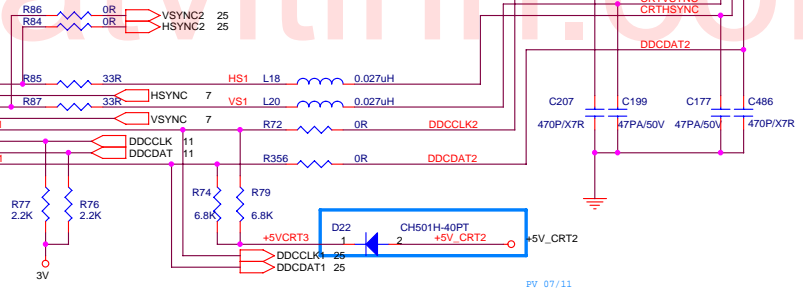 CRTVSYNC
CRTHSYNC
R86 0R VSYNC2 25
R84 0R HSYNC2 25
DDCDAT2
R85 33R HS1 L18 0.027uH
HSYNC 7
R87 33R VS1 L20 0.027uH
VSYNC 7
C207 C199 C177 C486
470P/X7R 47PA/50V 47PA/50V 470P/X7R
R72 0R DDCCLK2
DDCCLK 11
DDCDAT 11
R356 0R DDCDAT2
R77 R76 R74 R79
2.2K 2.2K 6.8K 6.8K
D22 CH501H-40PT
+5VCRT3 1 2 +5V_CRT2 +5V_CRT2
DDCCLK1 25
DDCDAT1 25
3V
PV 07/11